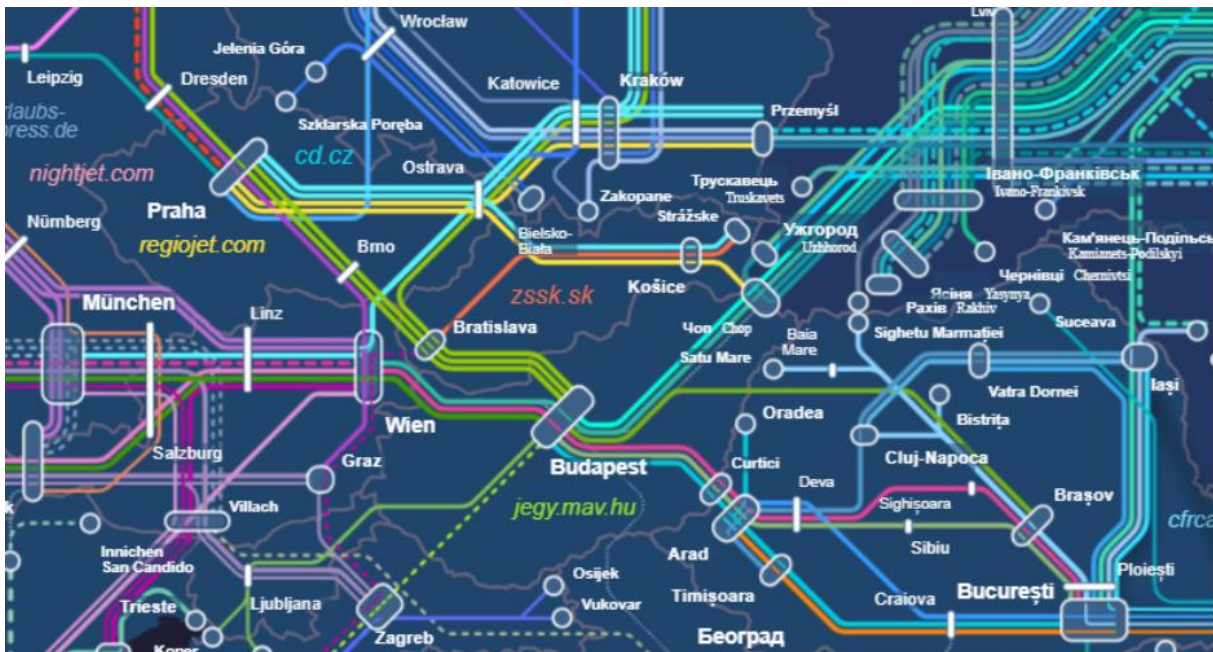 Wrocław
Львів
Leipzig
Jelenia Góra
Dresden
Katowice
Kraków
rlaubs-
press.de
Szklarska Poręba
cd.cz
Przemyśl
nightjet.com
Ostrava
Zakopane
Трускавець
Truskavets
Івано-Франківськ
Ivano-Frankivsk
Praha
Strážske
Ужгород
Uzhhorod
Nürnberg
regiojet.com
Brno
Bielsko-
Biała
Кам'янець-Подільсь
Kamianets-Podilskyi
zssk.sk
Košice
Чернівці Chernivtsi
München
Linz
Ясіня Yasynya
Рахів Rakhiv
Bratislava
Чоп Chop
Baia
Mare
Sighetu Marmației
Suceava
Satu Mare
Vatra Dornei
Iași
Wien
Oradea
Bistrița
Salzburg
Graz
Budapest
Curtici
Cluj-Napoca
k
Villach
jegy.mav.hu
Deva
Sighișoara
Brașov
cfrca
Innichen
San Candido
Arad
Sibiu
Osijek
Ploiești
Trieste
Ljubljana
Vukovar
Timișoara
Craiova
București
Koper
Zagreb
Београд